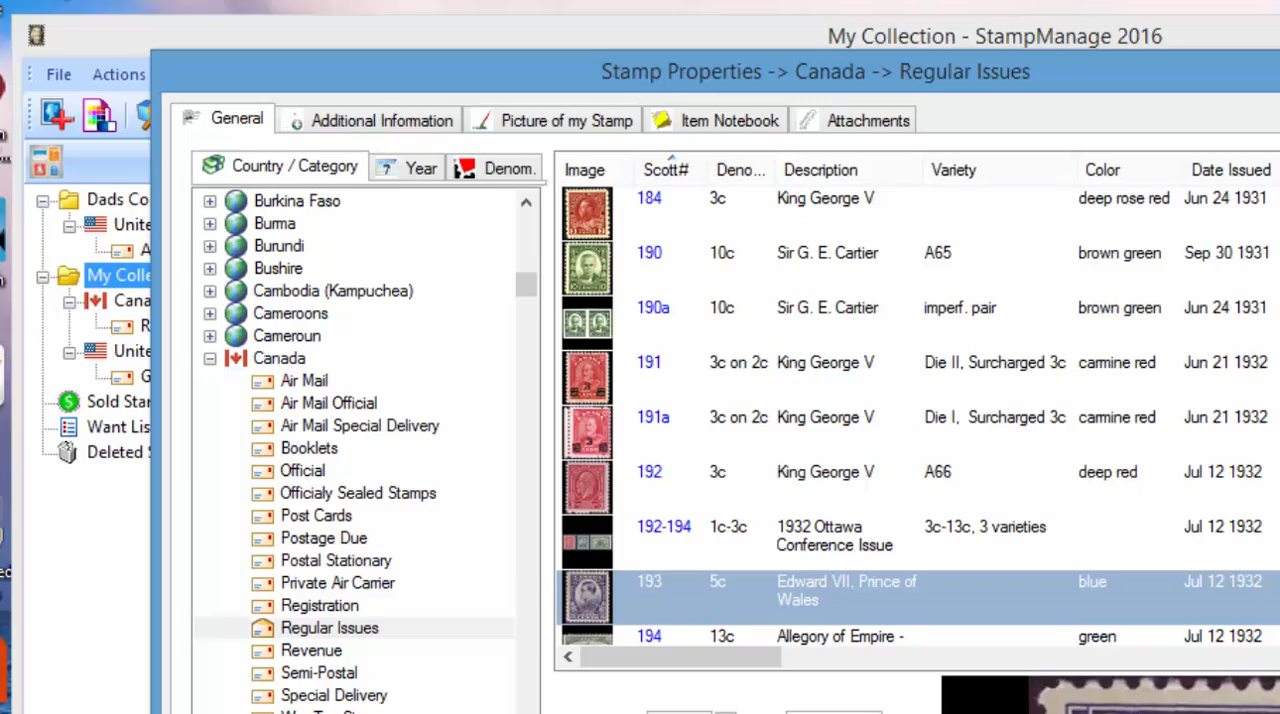 My Collection - StampManage 2016
Stamp Properties -> Canada -> Regular Issues
File Actions
General Additional Information Picture of my Stamp Item Notebook Attachments
Country / Category Year Denom.
Dads Co
Unite
A
My Colle
Cana
R
Unite
G
Sold Star
Want Lis
Deleted S
Burkina Faso
Burma
Burundi
Bushire
Cambodia (Kampuchea)
Cameroons
Cameroun
Canada
Air Mail
Air Mail Official
Air Mail Special Delivery
Booklets
Official
Officialy Sealed Stamps
Post Cards
Postage Due
Postal Stationary
Private Air Carrier
Registration
Regular Issues
Revenue
Semi-Postal
Special Delivery
Image Scott# Deno... Description Variety Color Date Issued
184 3c King George V deep rose red Jun 24 1931
190 10c Sir G. E. Cartier A65 brown green Sep 30 1931
190a 10c Sir G. E. Cartier imperf. pair brown green Jun 24 1931
191 3c on 2c King George V Die II, Surcharged 3c carmine red Jun 21 1932
191a 3c on 2c King George V Die I, Surcharged 3c carmine red Jun 21 1932
192 3c King George V A66 deep red Jul 12 1932
192-194 1c-3c 1932 Ottawa 3c-13c, 3 varieties Jul 12 1932
Conference Issue
193 5c Edward VII, Prince of blue Jul 12 1932
Wales
194 13c Allegory of Empire - green Jul 12 1932